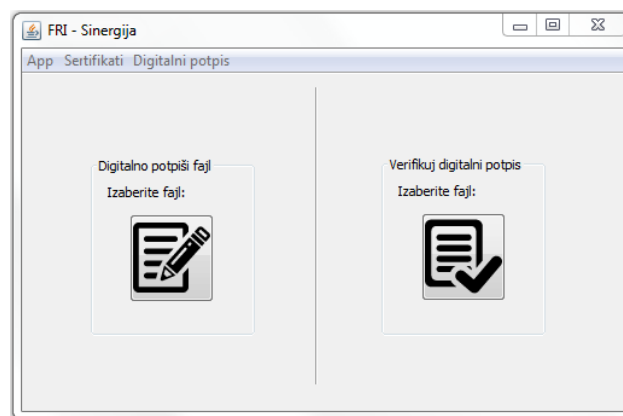 FRI - Sinergija
App Sertifikati Digitalni potpis
Digitalno potpiši fajl
Izaberite fajl:
Verifikuj digitalni potpis
Izaberite fajl: